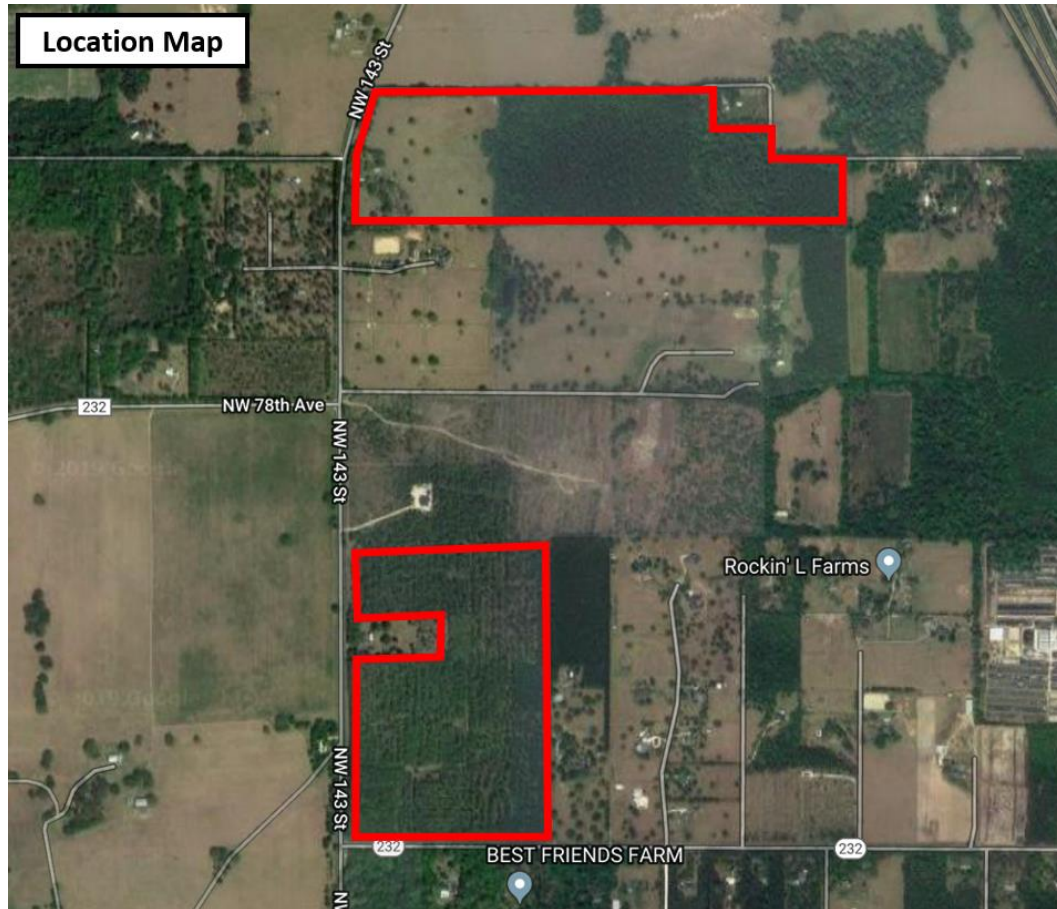 Location Map
NW 143 St
232
NW 78th Ave
NW 143 St
Rockin' L Farms
NW 143 St
232
232
BEST FRIENDS FARM
NW